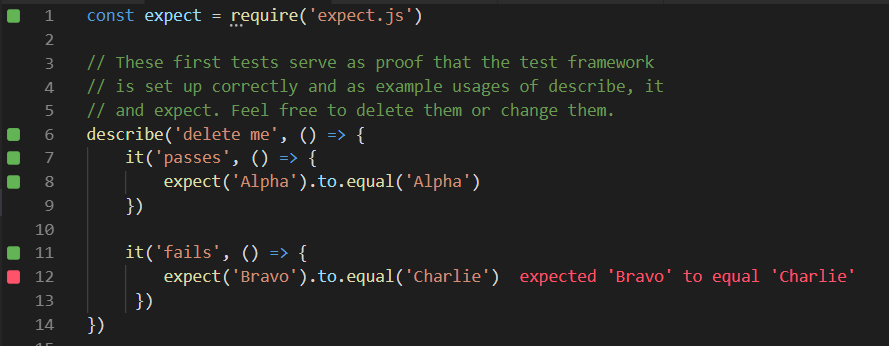 1 const expect = require('expect.js')
2
3 // These first tests serve as proof that the test framework
4 // is set up correctly and as example usages of describe, it
5 // and expect. Feel free to delete them or change them.
6 describe('delete me', () => {
7 it('passes', () => {
8 expect('Alpha').to.equal('Alpha')
9 })
10
11 it('fails', () => {
12 expect('Bravo').to.equal('Charlie') expected 'Bravo' to equal 'Charlie'
13 })
14 })